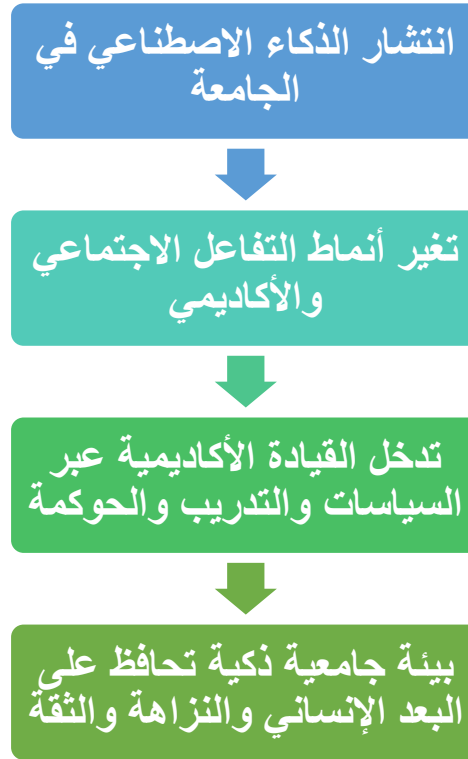 انتشار الذكاء الاصطناعي في
الجامعة
تغير أنماط التفاعل الاجتماعي
والأكاديمي
تدخل القيادة الأكاديمية عبر
السياسات والتدريب والحوكمة
بيئة جامعية ذكية تحافظ على
البعد الإنساني والنزاهة والثقة